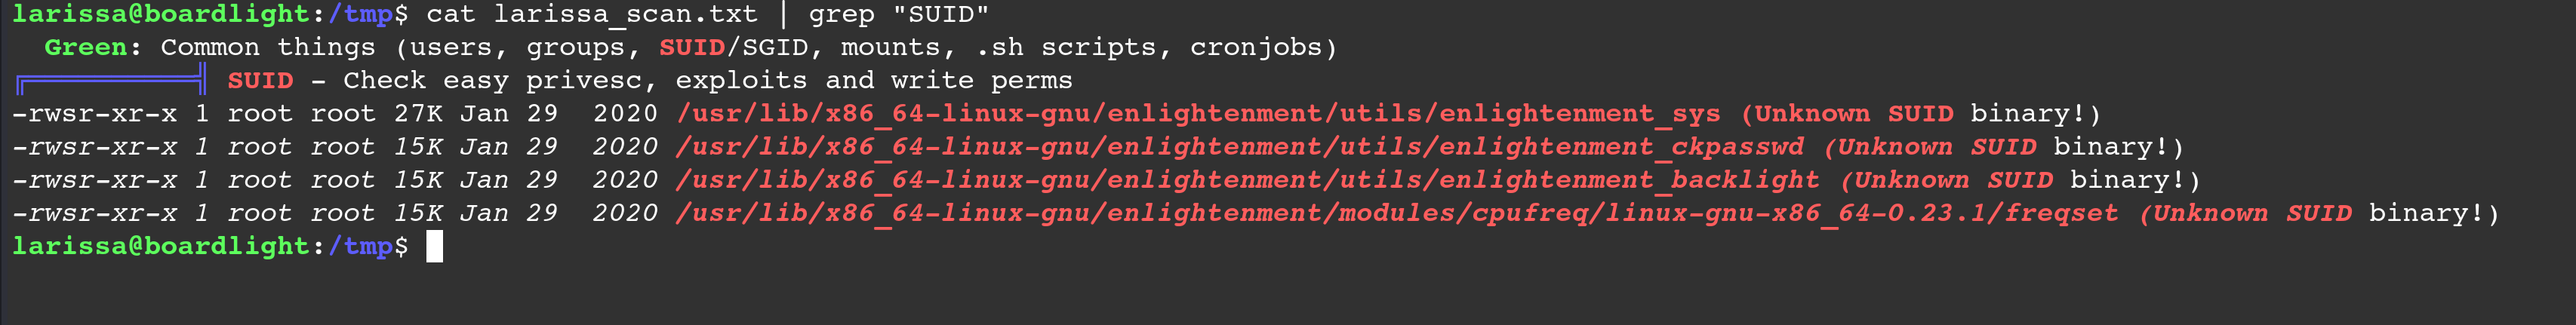 larissa@boardlight:/tmp$ cat larissa_scan.txt | grep "SUID"
  Green: Common things (users, groups, SUID/SGID, mounts, .sh scripts, cronjobs)
╔══════════╣ SUID - Check easy privesc, exploits and write perms
-rwsr-xr-x 1 root root 27K Jan 29  2020 /usr/lib/x86_64-linux-gnu/enlightenment/utils/enlightenment_sys (Unknown SUID binary!)
-rwsr-xr-x 1 root root 15K Jan 29  2020 /usr/lib/x86_64-linux-gnu/enlightenment/utils/enlightenment_ckpasswd (Unknown SUID binary!)
-rwsr-xr-x 1 root root 15K Jan 29  2020 /usr/lib/x86_64-linux-gnu/enlightenment/utils/enlightenment_backlight (Unknown SUID binary!)
-rwsr-xr-x 1 root root 15K Jan 29  2020 /usr/lib/x86_64-linux-gnu/enlightenment/modules/cpufreq/linux-gnu-x86_64-0.23.1/freqset (Unknown SUID binary!)
larissa@boardlight:/tmp$